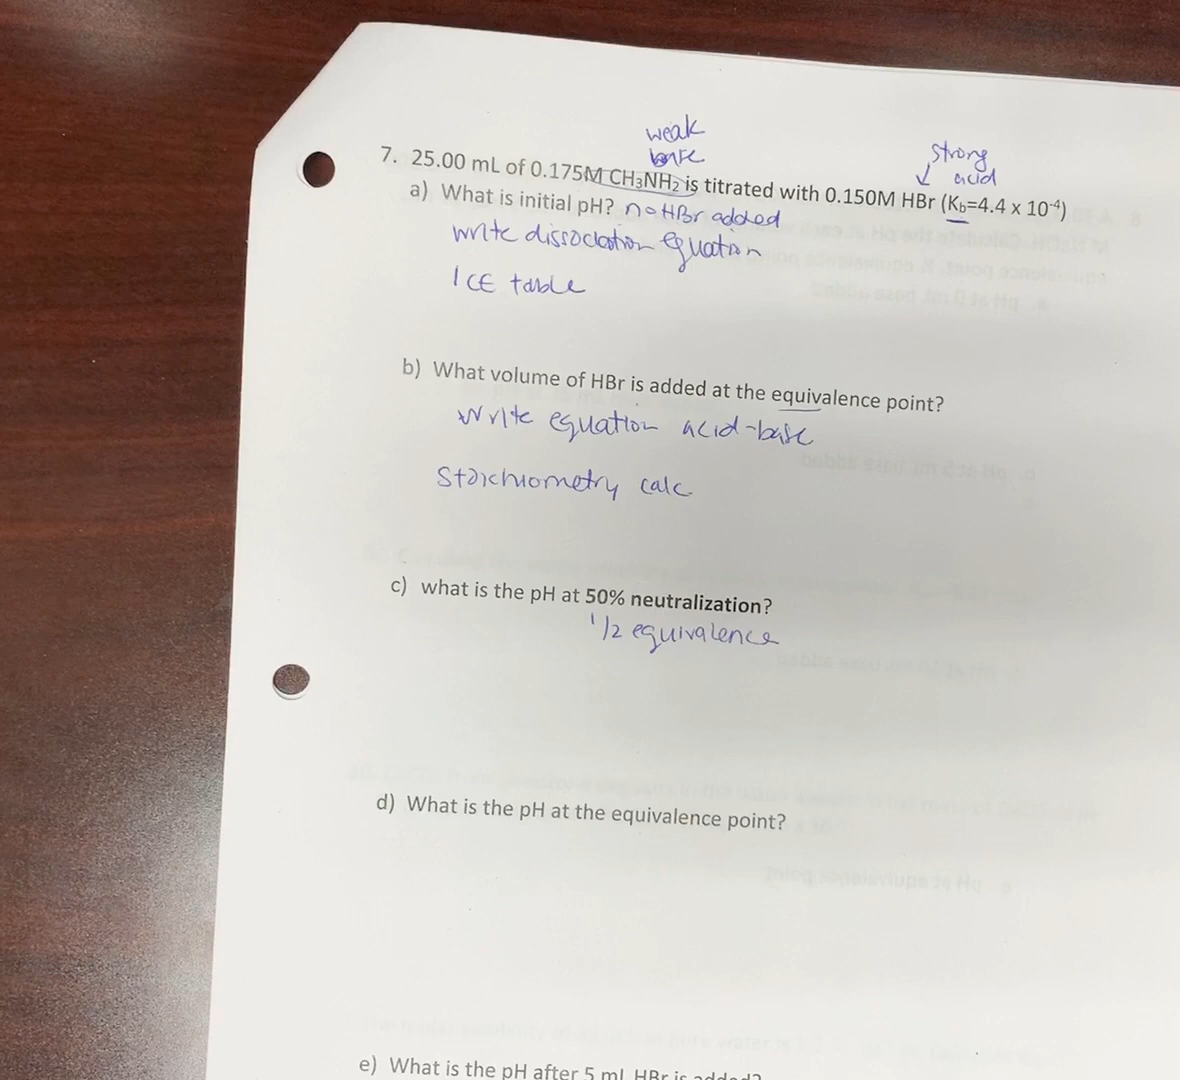 weak
base
strong
acid
7. 25.00 mL of 0.175M CH₃NH₂ is titrated with 0.150M HBr (Kb=4.4 x 10⁻⁴)
a) What is initial pH? no HBr added
write dissociation equation
ICE table
b) What volume of HBr is added at the equivalence point?
Write equation acid-base
Stoichiometry calc
c) what is the pH at 50% neutralization?
1/2 equivalence
d) What is the pH at the equivalence point?
e) What is the pH after 5 mL HBr is added?